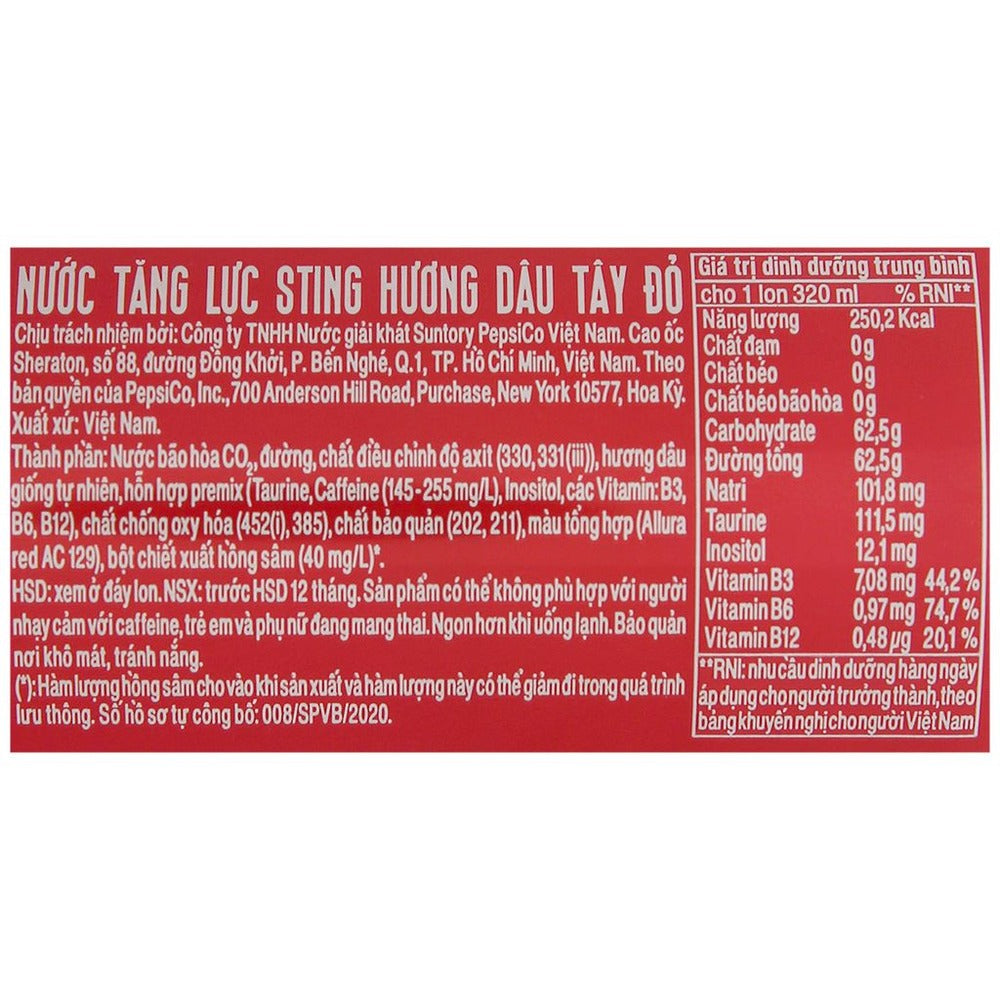 NƯỚC TĂNG LỰC STING HƯƠNG DÂU TÂY ĐỎ
Chịu trách nhiệm bởi: Công ty TNHH Nước giải khát Suntory PepsiCo Việt Nam. Cao ốc
Sheraton, số 88, đường Đồng Khởi, P. Bến Nghé, Q.1, TP. Hồ Chí Minh, Việt Nam. Theo
bản quyền của PepsiCo, Inc., 700 Anderson Hill Road, Purchase, New York 10577, Hoa Kỳ.
Xuất xứ: Việt Nam.
Thành phần: Nước bão hòa CO₂, đường, chất điều chỉnh độ axit (330, 331(iii)), hương dâu
giống tự nhiên, hỗn hợp premix (Taurine, Caffeine (145-255 mg/L), Inositol, các Vitamin: B3,
B6, B12), chất chống oxy hóa (452(i), 385), chất bảo quản (202, 211), màu tổng hợp (Allura
red AC 129), bột chiết xuất hồng sâm (40 mg/L)*.
HSD: xem ở đáy lon. NSX: trước HSD 12 tháng. Sản phẩm có thể không phù hợp với người
nhạy cảm với caffeine, trẻ em và phụ nữ đang mang thai. Ngon hơn khi uống lạnh. Bảo quản
nơi khô mát, tránh nắng.
(*): Hàm lượng hồng sâm cho vào khi sản xuất và hàm lượng này có thể giảm đi trong quá trình
lưu thông. Số hồ sơ tự công bố: 008/SPVB/2020.
Giá trị dinh dưỡng trung bình
cho 1 lon 320 ml % RNI**
Năng lượng 250,2 Kcal
Chất đạm 0g
Chất béo 0g
Chất béo bão hòa 0g
Carbohydrate 62,5g
Đường tổng 62,5g
Natri 101,8 mg
Taurine 111,5 mg
Inositol 12,1 mg
Vitamin B3 7,08 mg 44,2%
Vitamin B6 0,97 mg 74,7%
Vitamin B12 0,48 µg 20,1%
**RNI: nhu cầu dinh dưỡng hàng ngày
áp dụng cho người trưởng thành, theo
bảng khuyến nghị cho người Việt Nam